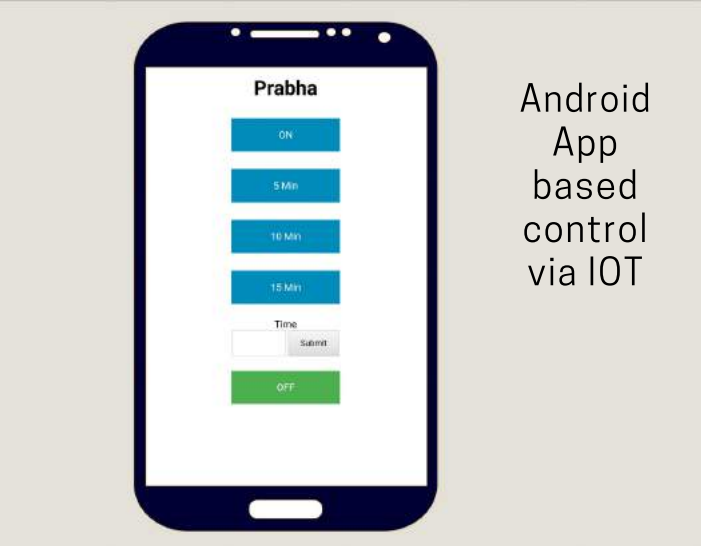 Prabha
ON
5 Min
10 Min
15 Min
Time
Submit
OFF
Android
App
based
control
via IOT